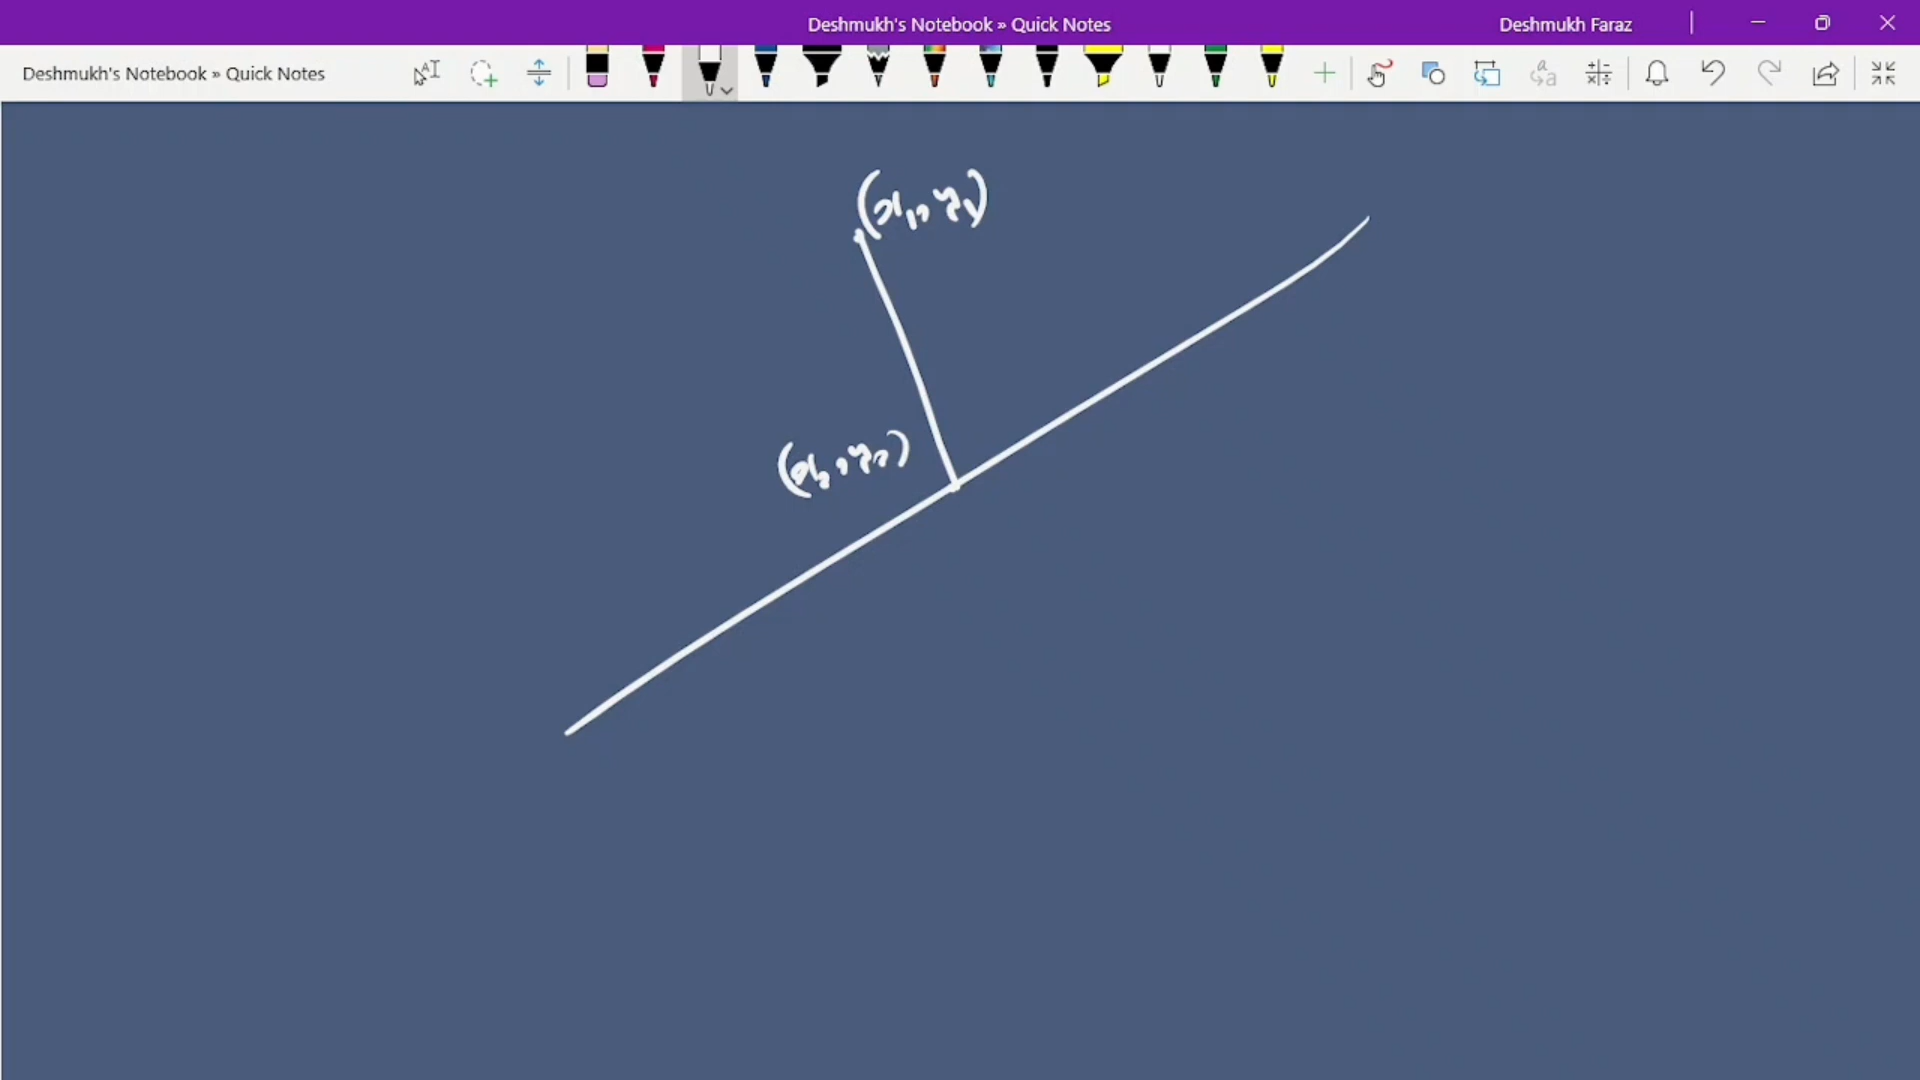 Deshmukh's Notebook » Quick Notes
Deshmukh Faraz
Deshmukh's Notebook » Quick Notes
(x₁, y₁)
(x₂, y₂)